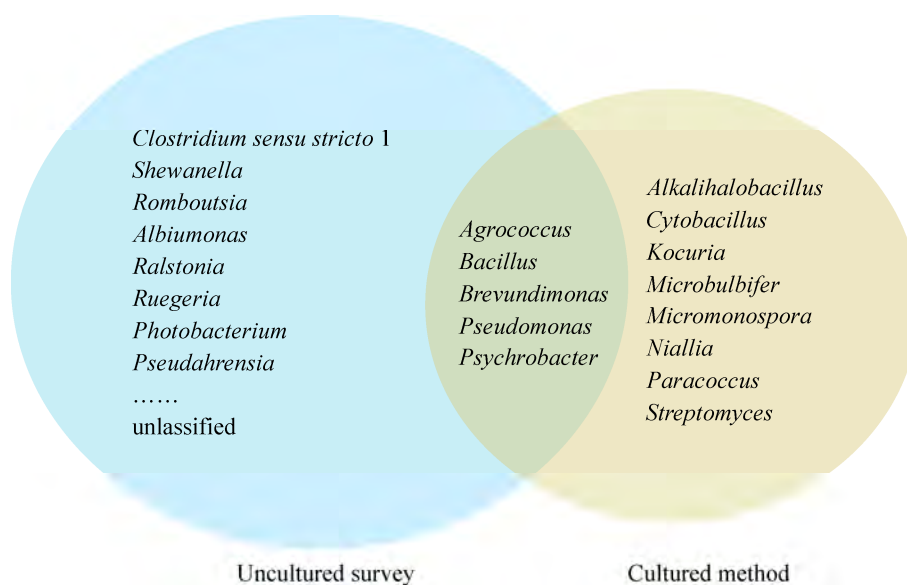 Clostridium sensu stricto 1
Shewanella
Romboutsia
Albiumonas
Ralstonia
Ruegeria
Photobacterium
Pseudahrensia
……
unlassified
Agrococcus
Bacillus
Brevundimonas
Pseudomonas
Psychrobacter
Alkalihalobacillus
Cytobacillus
Kocuria
Microbulbifer
Micromonospora
Niallia
Paracoccus
Streptomyces
Uncultured survey
Cultured method